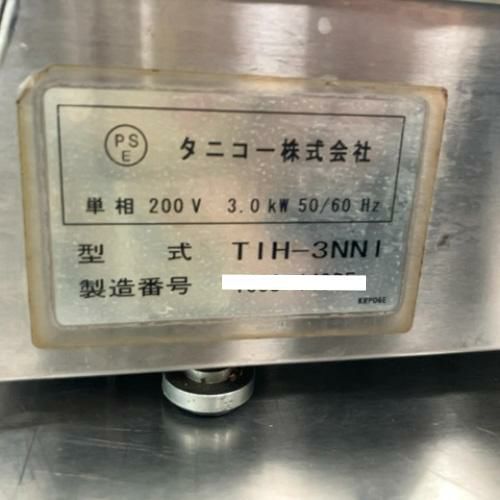 PS
E
タニコー株式会社
単相 200V 3.0kW 50/60Hz
型式 TIH-3NN1
製造番号
KRP06E